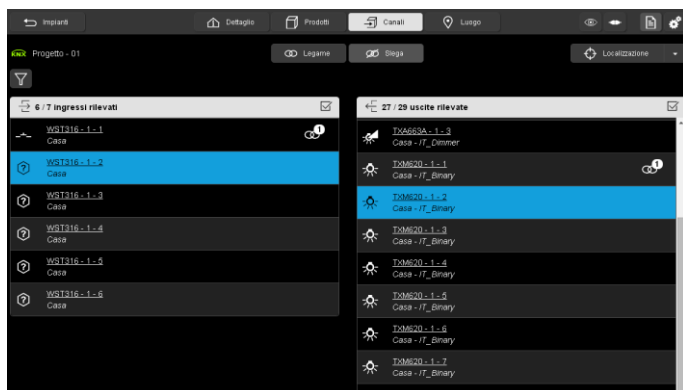 Impianti
Dettaglio
Prodotti
Canali
Luogo
KNX Progetto - 01
Legame
Slega
Localizzazione
6 / 7 ingressi rilevati
WST316 - 1 - 1
Casa
1
WST316 - 1 - 2
Casa
WST316 - 1 - 3
Casa
WST316 - 1 - 4
Casa
WST316 - 1 - 5
Casa
WST316 - 1 - 6
Casa
27 / 29 uscite rilevate
TXA663A - 1 - 3
Casa - IT_Dimmer
TXM620 - 1 - 1
Casa - IT_Binary
1
TXM620 - 1 - 2
Casa - IT_Binary
TXM620 - 1 - 3
Casa - IT_Binary
TXM620 - 1 - 4
Casa - IT_Binary
TXM620 - 1 - 5
Casa - IT_Binary
TXM620 - 1 - 6
Casa - IT_Binary
TXM620 - 1 - 7
Casa - IT_Binary